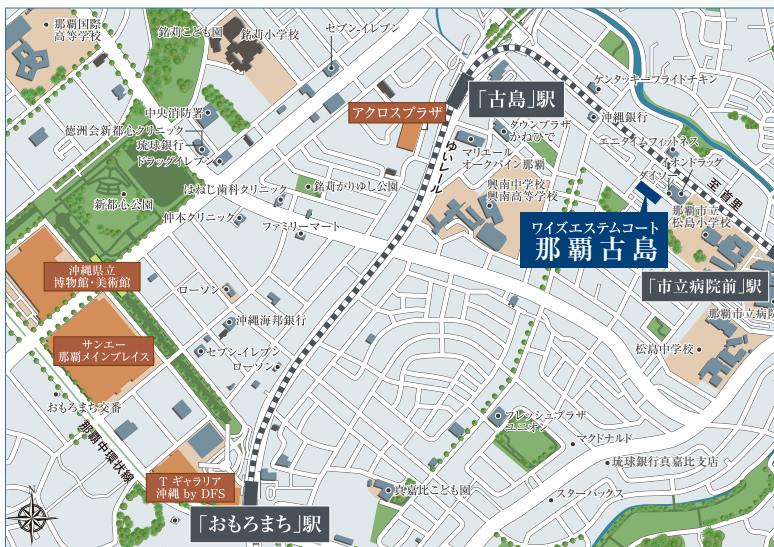 那覇国際
高等学校
銘苅こども園
銘苅小学校
セブン-イレブン
中央消防署
徳洲会新都心クリニック
琉球銀行
ドラッグイレブン
アクロスプラザ
「古島」駅
ケンタッキーフライドチキン
沖縄銀行
タウンプラザ
かねひで
エニタイムフィットネス
マリエール
オークパイン那覇
イオンドラッグ
ダイソー
ゆいレール
至首里
新都心公園
はねじ歯科クリニック
銘苅がりゆし公園
興南中学校/
興南高等学校
仲本クリニック
ファミリーマート
那覇市立
松島小学校
ワイズエステムコート
那覇古島
沖縄県立
博物館・美術館
ローソン
「市立病院前」駅
沖縄海邦銀行
那覇市立病院
サンエー
那覇メインプレイス
セブン-イレブン
ローソン
松島中学校
おもろまち交番
那覇中環状線
フレッシュプラザ
ユニオン
マクドナルド
琉球銀行真嘉比支店
T ギャラリア
沖縄 by DFS
真嘉比こども園
スターバックス
「おもろまち」駅
N